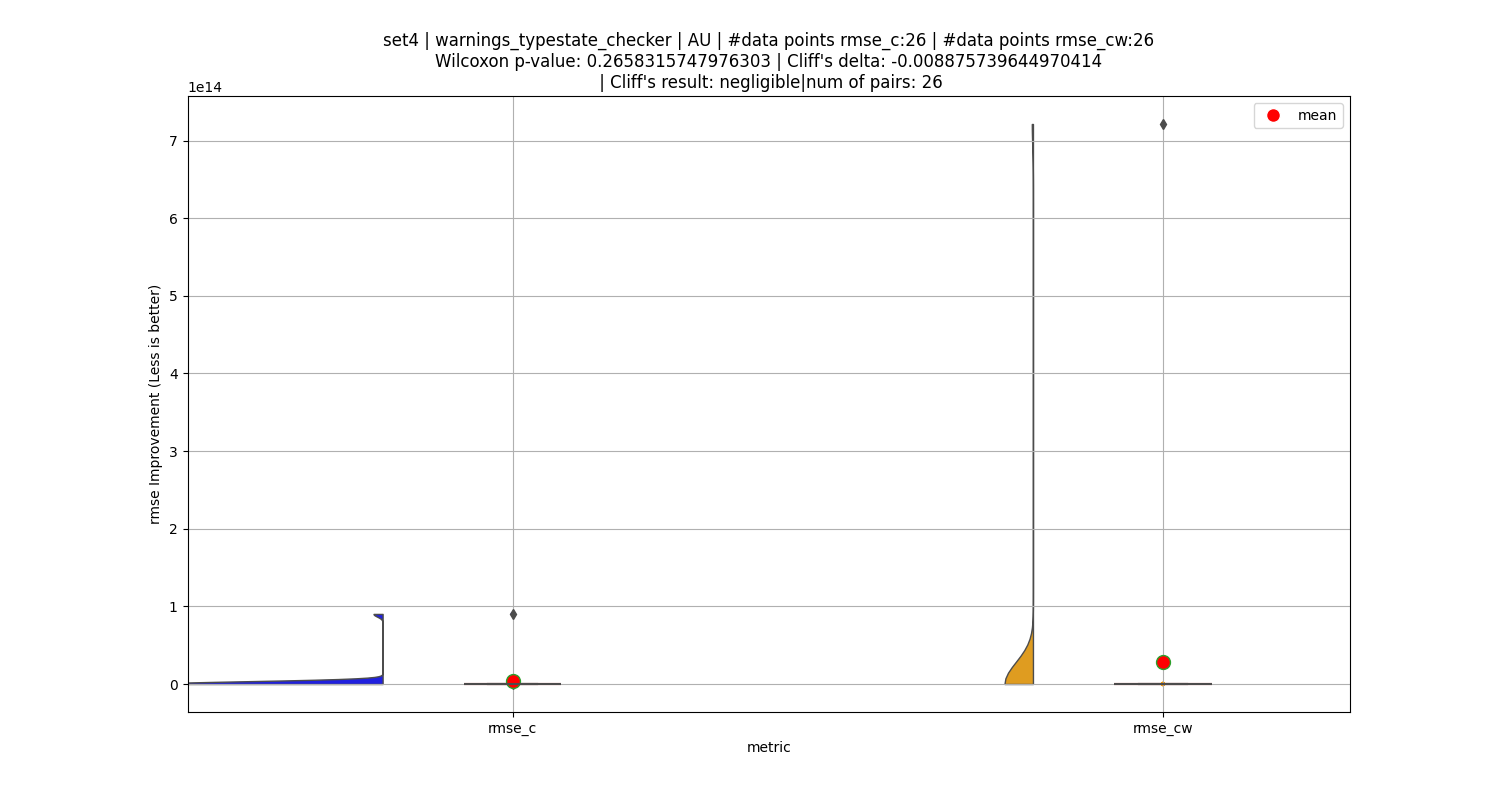 set4 | warnings_typestate_checker | AU | #data points rmse_c:26 | #data points rmse_cw:26
Wilcoxon p-value: 0.2658315747976303 | Cliff's delta: -0.008875739644970414
| Cliff's result: negligible|num of pairs: 26
1e14
mean
7
6
5
4
3
2
1
0
rmse Improvement (Less is better)
rmse_c
rmse_cw
metric